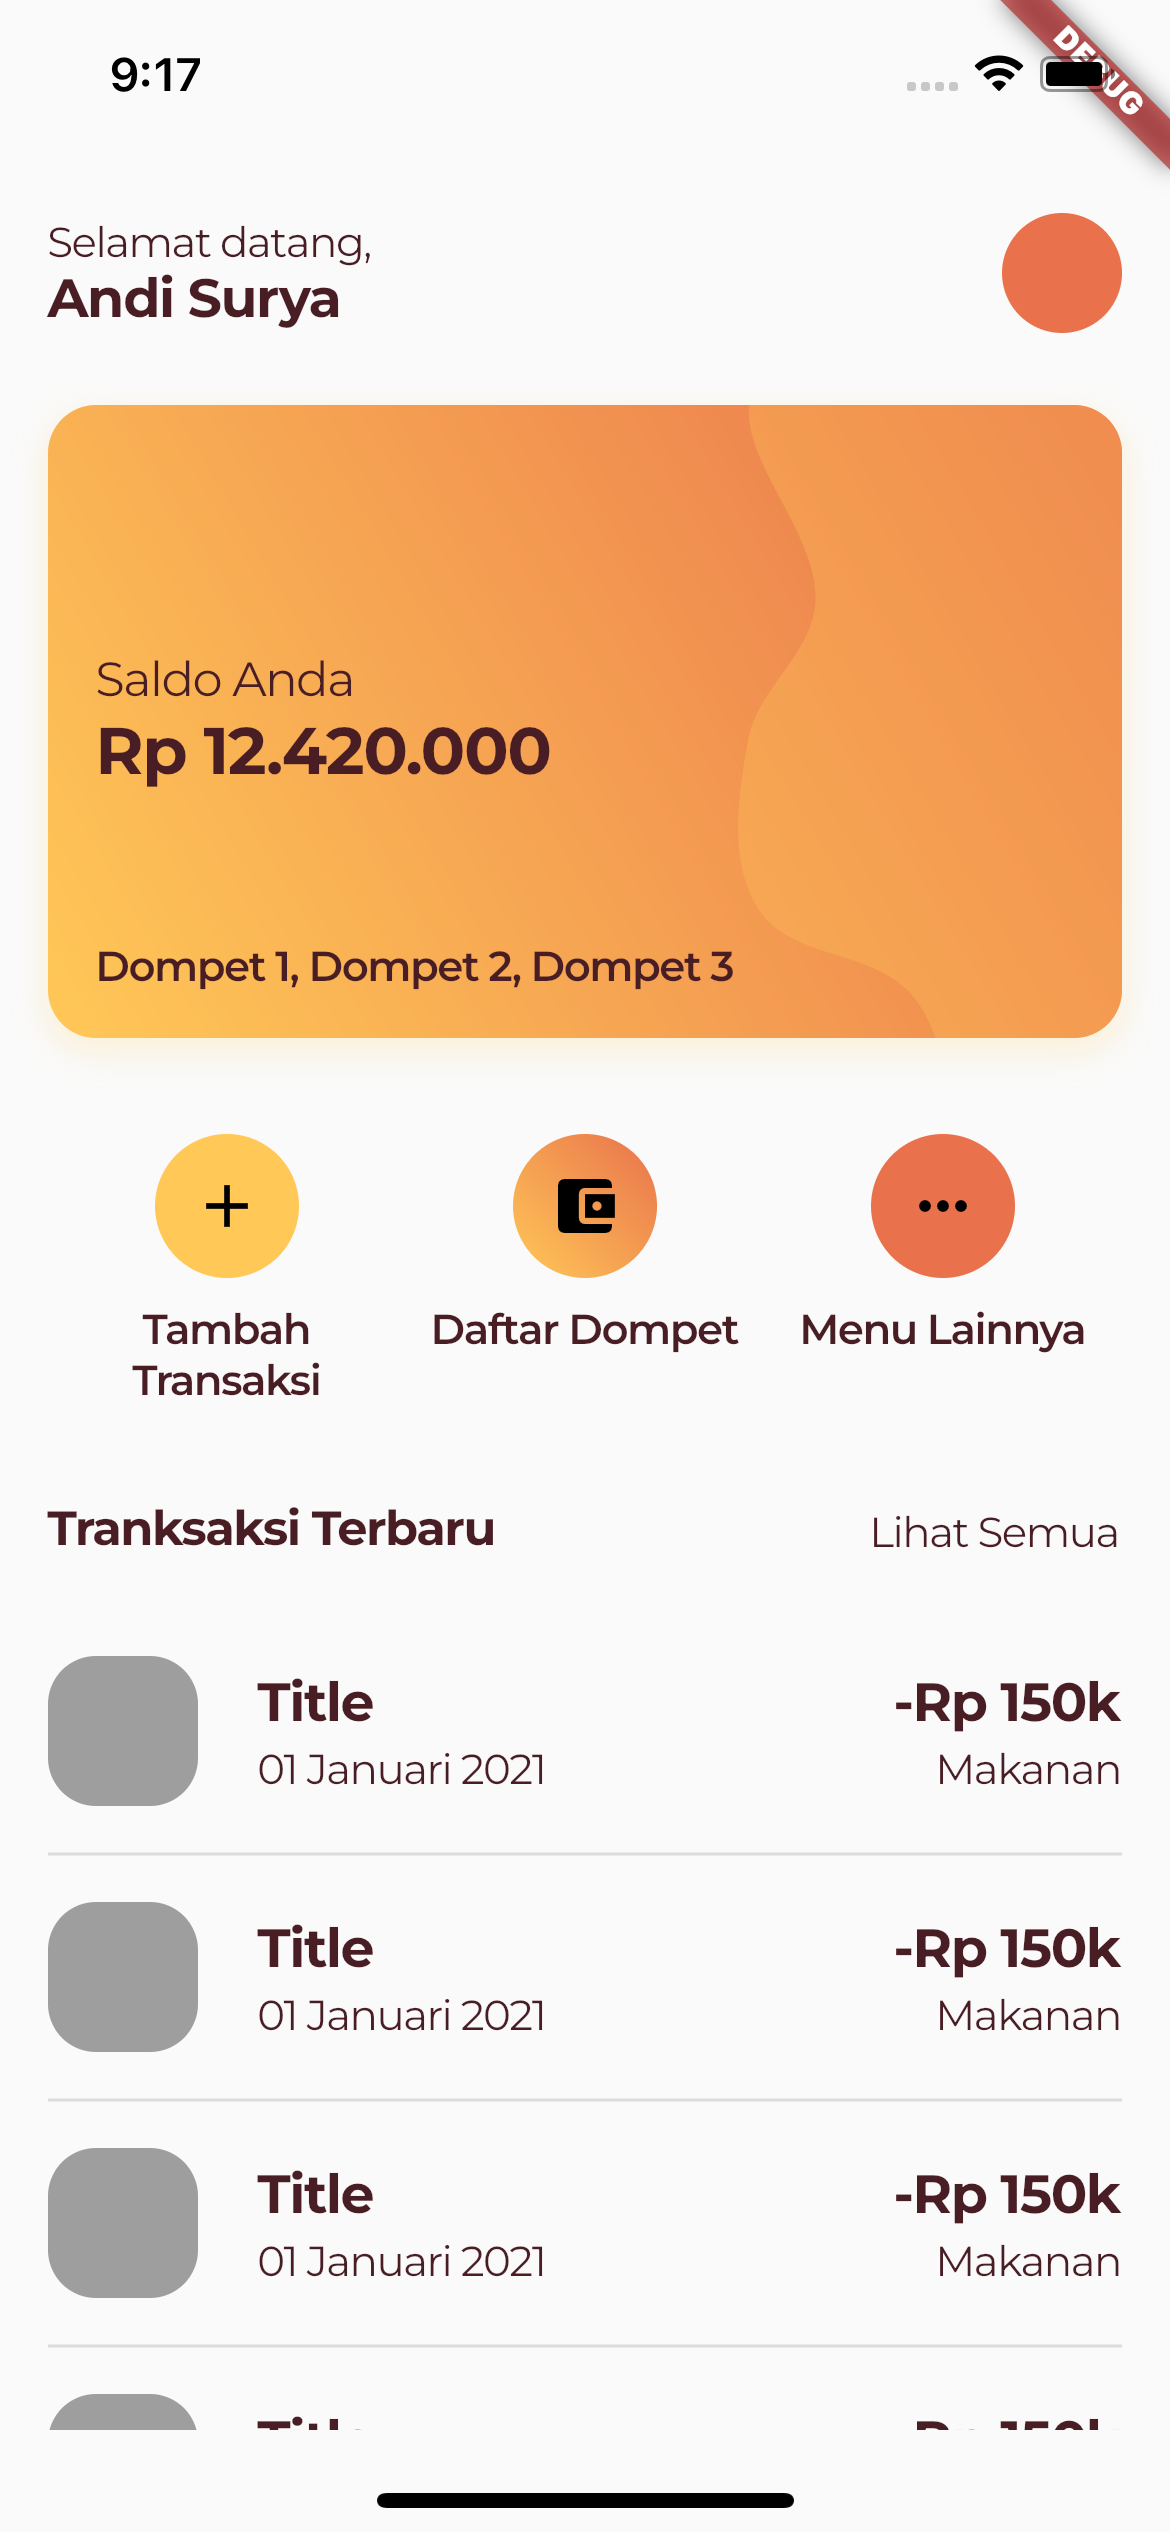 9:17
DEBUG
Selamat datang,
Andi Surya
Saldo Anda
Rp 12.420.000
Dompet 1, Dompet 2, Dompet 3
Tambah
Transaksi
Daftar Dompet
Menu Lainnya
Tranksaksi Terbaru
Lihat Semua
Title
-Rp 150k
01 Januari 2021
Makanan
Title
-Rp 150k
01 Januari 2021
Makanan
Title
-Rp 150k
01 Januari 2021
Makanan